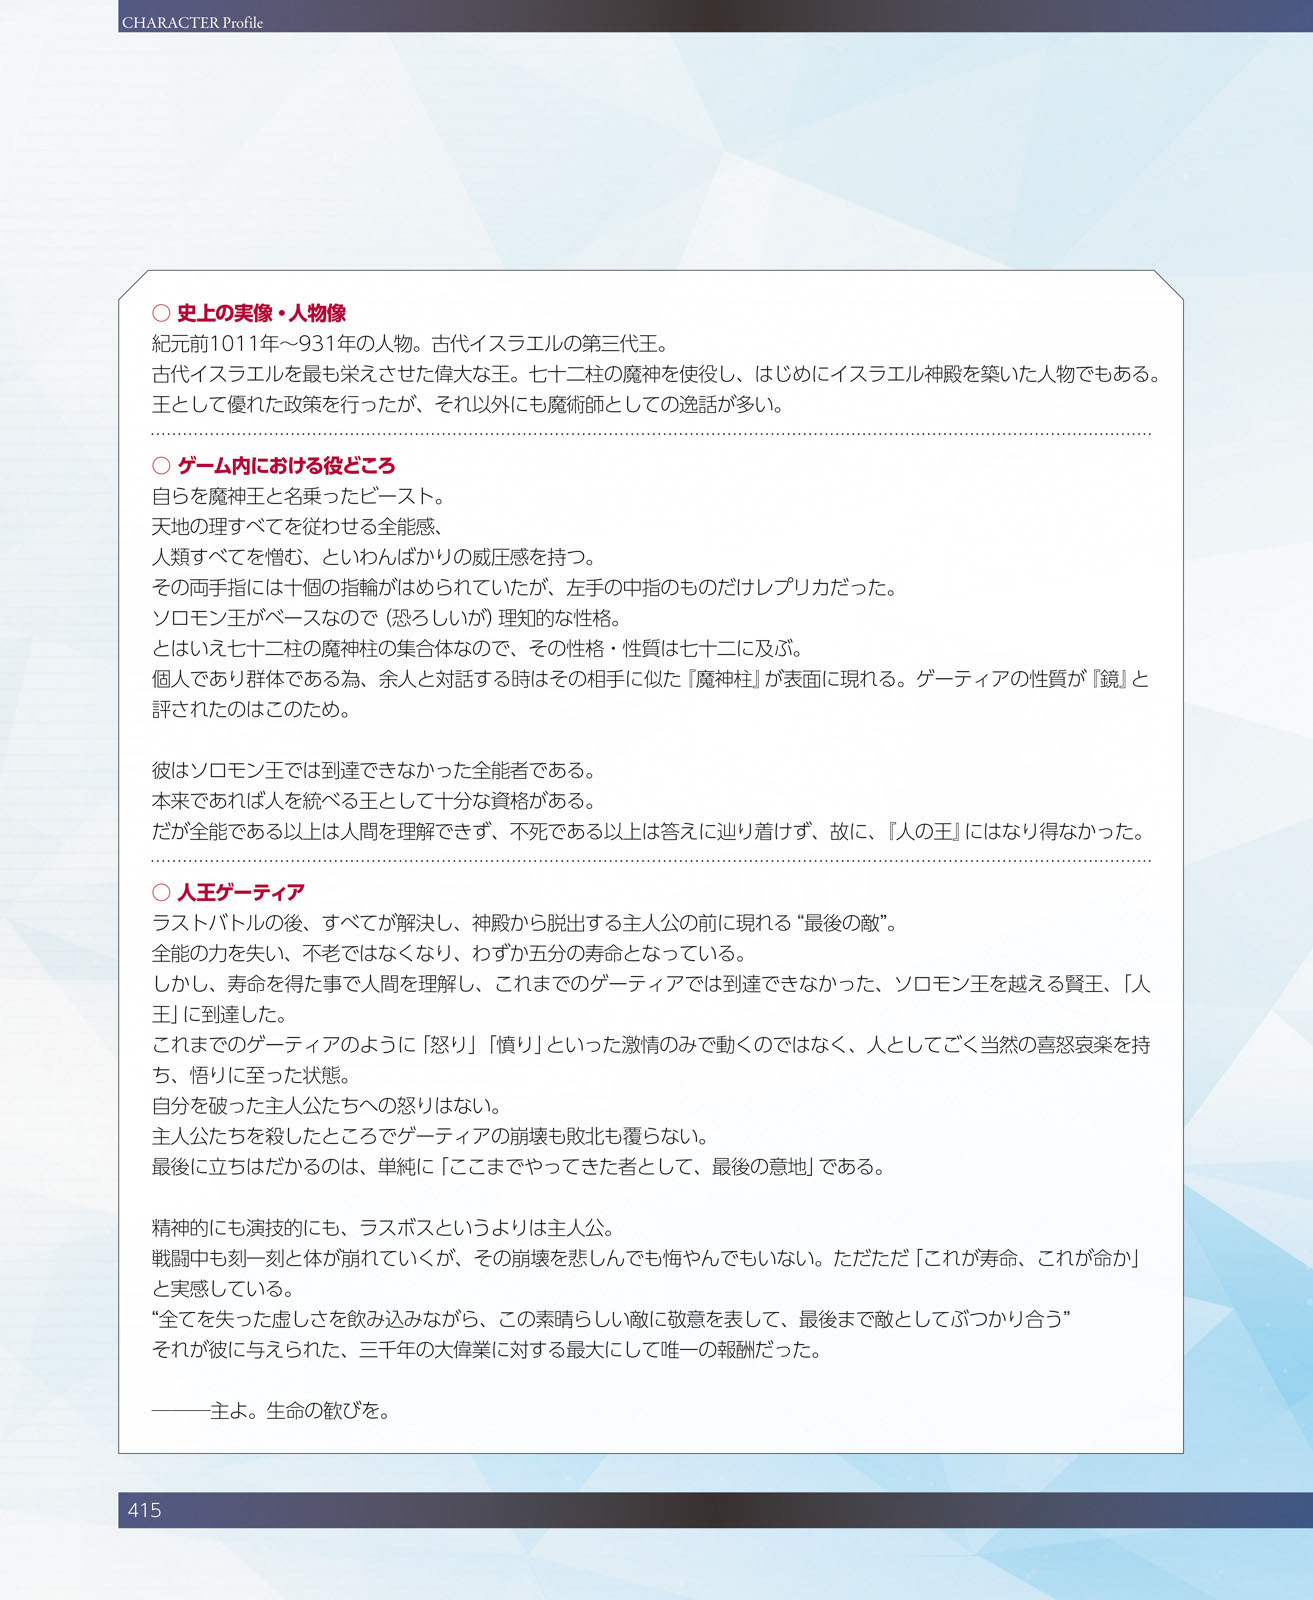 CHARACTER Profile
○ 史上の実像・人物像
紀元前1011年～931年の人物。古代イスラエルの第三代王。
古代イスラエルを最も栄えさせた偉大な王。七十二柱の魔神を使役し、はじめにイスラエル神殿を築いた人物でもある。
王として優れた政策を行ったが、それ以外にも魔術師としての逸話が多い。
○ ゲーム内における役どころ
自らを魔神王と名乗ったビースト。
天地の理すべてを従わせる全能感、
人類すべてを憎む、といわんばかりの威圧感を持つ。
その両手指には十個の指輪がはめられていたが、左手の中指のものだけレプリカだった。
ソロモン王がベースなので（恐ろしいが）理知的な性格。
とはいえ七十二柱の魔神柱の集合体なので、その性格・性質は七十二に及ぶ。
個人であり群体である為、余人と対話する時はその相手に似た『魔神柱』が表面に現れる。ゲーティアの性質が『鏡』と
評されたのはこのため。
彼はソロモン王では到達できなかった全能者である。
本来であれば人を統べる王として十分な資格がある。
だが全能である以上は人間を理解できず、不死である以上は答えに辿り着けず、故に、『人の王』にはなり得なかった。
○ 人王ゲーティア
ラストバトルの後、すべてが解決し、神殿から脱出する主人公の前に現れる“最後の敵”。
全能の力を失い、不老ではなくなり、わずか五分の寿命となっている。
しかし、寿命を得た事で人間を理解し、これまでのゲーティアでは到達できなかった、ソロモン王を越える賢王、「人
王」に到達した。
これまでのゲーティアのように「怒り」「憤り」といった激情のみで動くのではなく、人としてごく当然の喜怒哀楽を持
ち、悟りに至った状態。
自分を破った主人公たちへの怒りはない。
主人公たちを殺したところでゲーティアの崩壊も敗北も覆らない。
最後に立ちはだかるのは、単純に「ここまでやってきた者として、最後の意地」である。
精神的にも演技的にも、ラスボスというよりは主人公。
戦闘中も刻一刻と体が崩れていくが、その崩壊を悲しんでも悔やんでもいない。ただただ「これが寿命、これが命か」
と実感している。
“全てを失った虚しさを飲み込みながら、この素晴らしい敵に敬意を表して、最後まで敵としてぶつかり合う”
それが彼に与えられた、三千年の大偉業に対する最大にして唯一の報酬だった。
―――主よ。生命の歓びを。
415